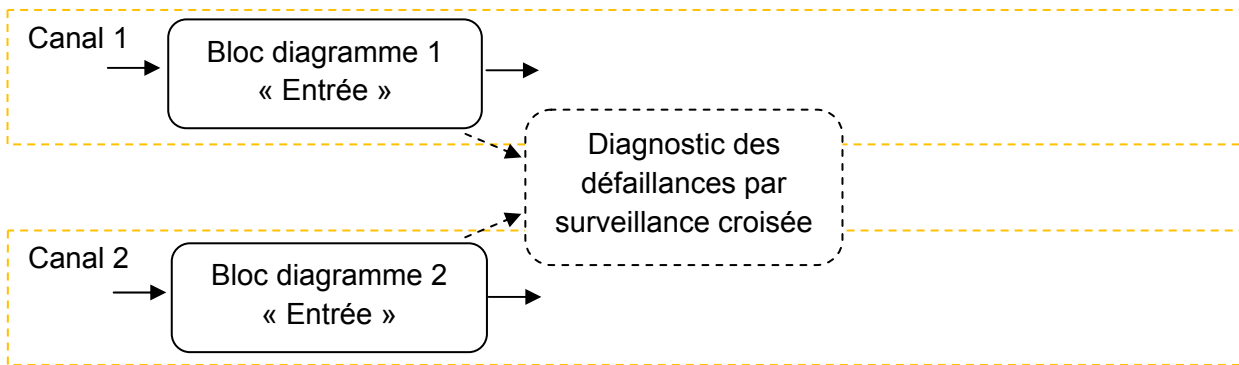 Canal 1
Bloc diagramme 1
« Entrée »
Diagnostic des
défaillances par
surveillance croisée
Canal 2
Bloc diagramme 2
« Entrée »